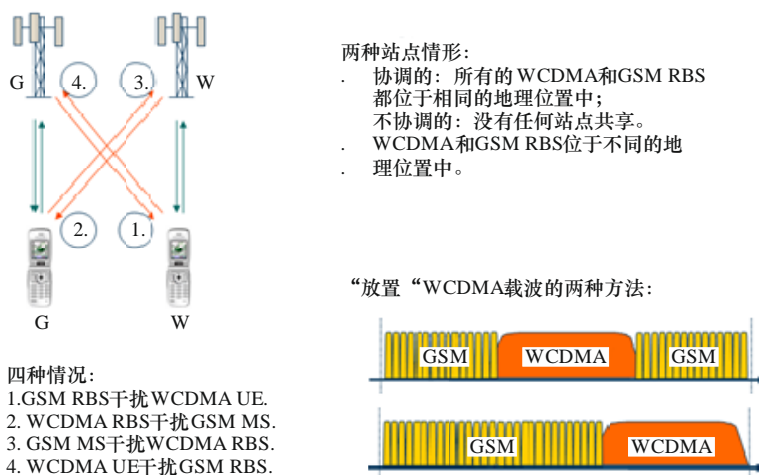 G
4.
3.
W
2.
1.
G
W
四种情况：
1.GSM RBS干扰WCDMA UE.
2. WCDMA RBS干扰GSM MS.
3. GSM MS干扰WCDMA RBS.
4. WCDMA UE干扰GSM RBS.
两种站点情形：
. 协调的：所有的WCDMA和GSM RBS
都位于相同的地理位置中；
不协调的：没有任何站点共享。
. WCDMA和GSM RBS位于不同的地
. 理位置中。
“放置“WCDMA载波的两种方法：
GSM WCDMA GSM
GSM WCDMA